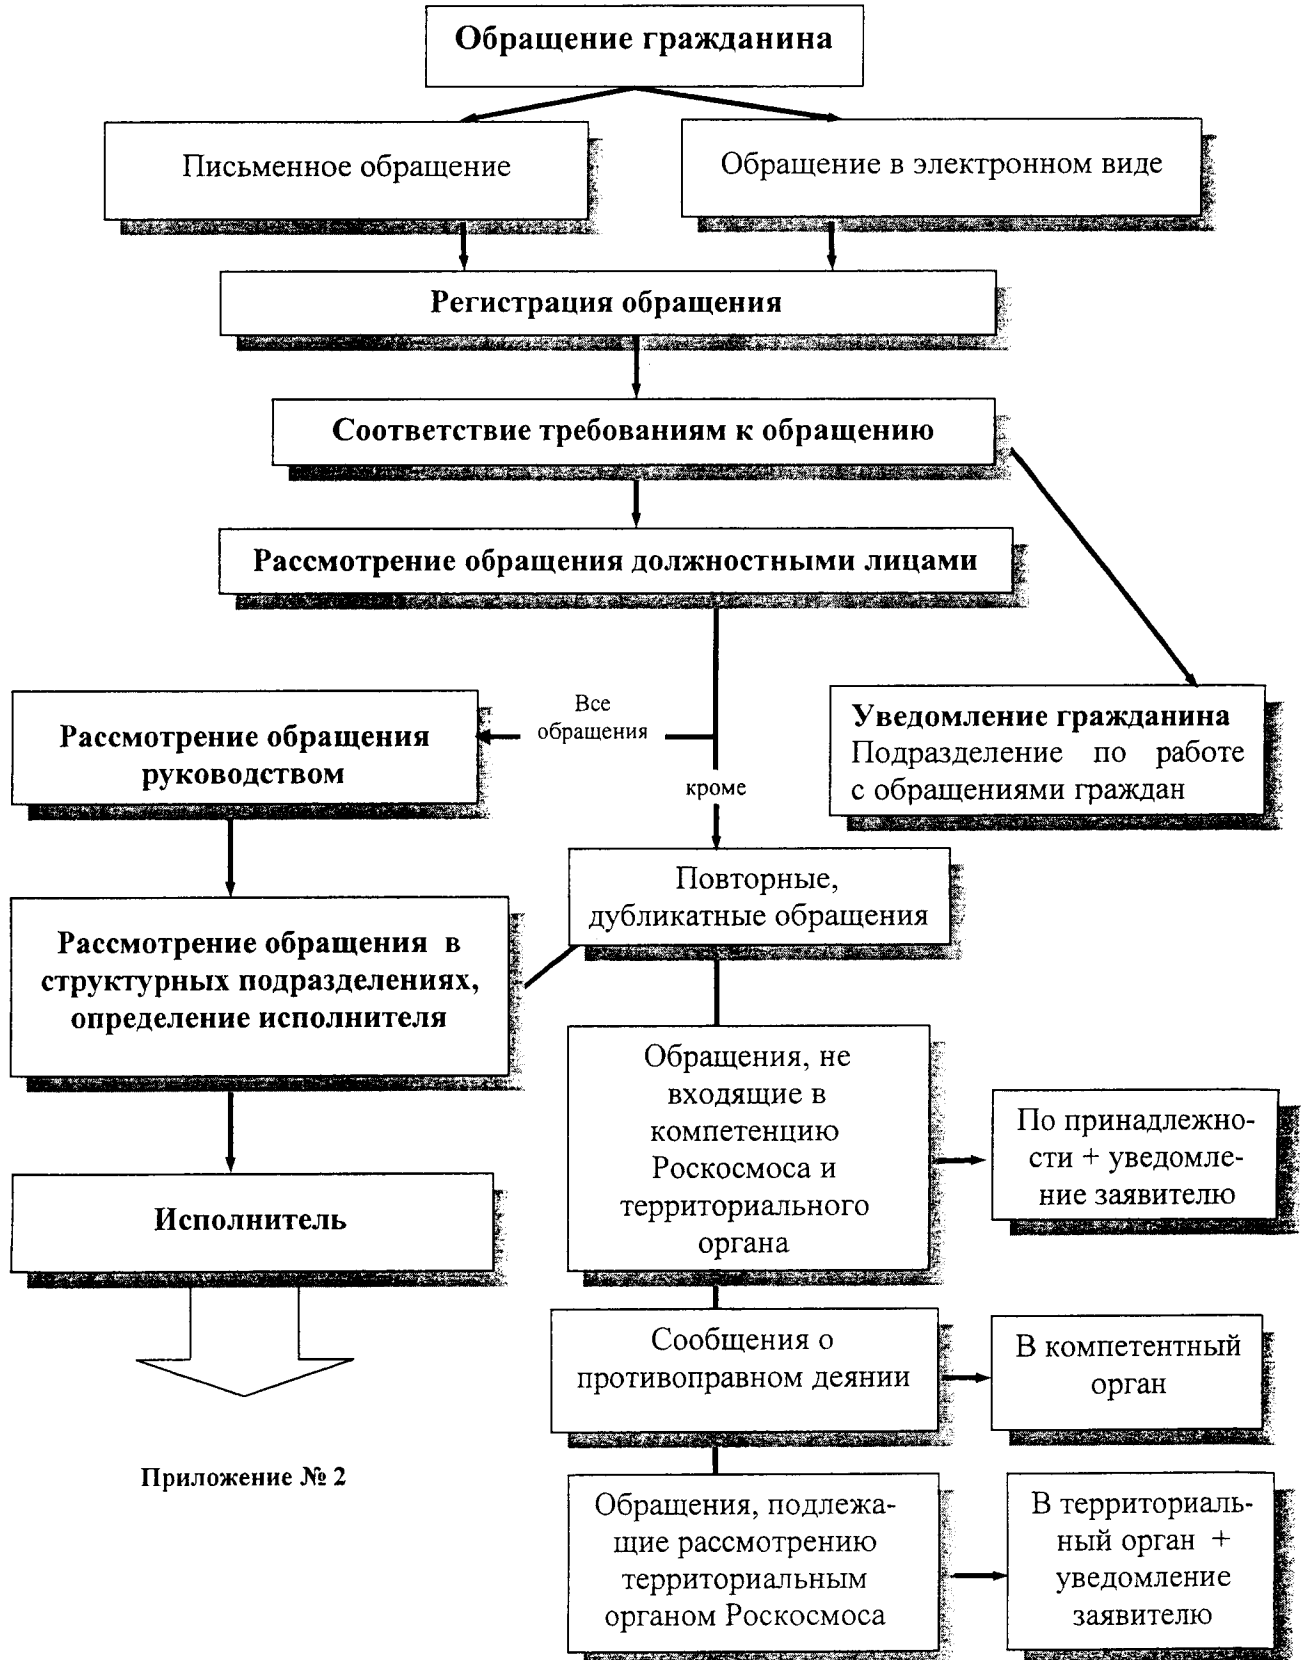 Обращение гражданина
Письменное обращение
Обращение в электронном виде
Регистрация обращения
Соответствие требованиям к обращению
Рассмотрение обращения должностными лицами
Все
обращения
Рассмотрение обращения
руководством
Уведомление гражданина
Подразделение по работе
с обращениями граждан
кроме
Повторные,
дубликатные обращения
Рассмотрение обращения в
структурных подразделениях,
определение исполнителя
Обращения, не
входящие в
компетенцию
Роскосмоса и
территориального
органа
По принадлежно-
сти + уведомле-
ние заявителю
Исполнитель
Сообщения о
противоправном деянии
В компетентный
орган
Приложение № 2
Обращения, подлежа-
щие рассмотрению
территориальным
органом Роскосмоса
В территориаль-
ный орган +
уведомление
заявителю